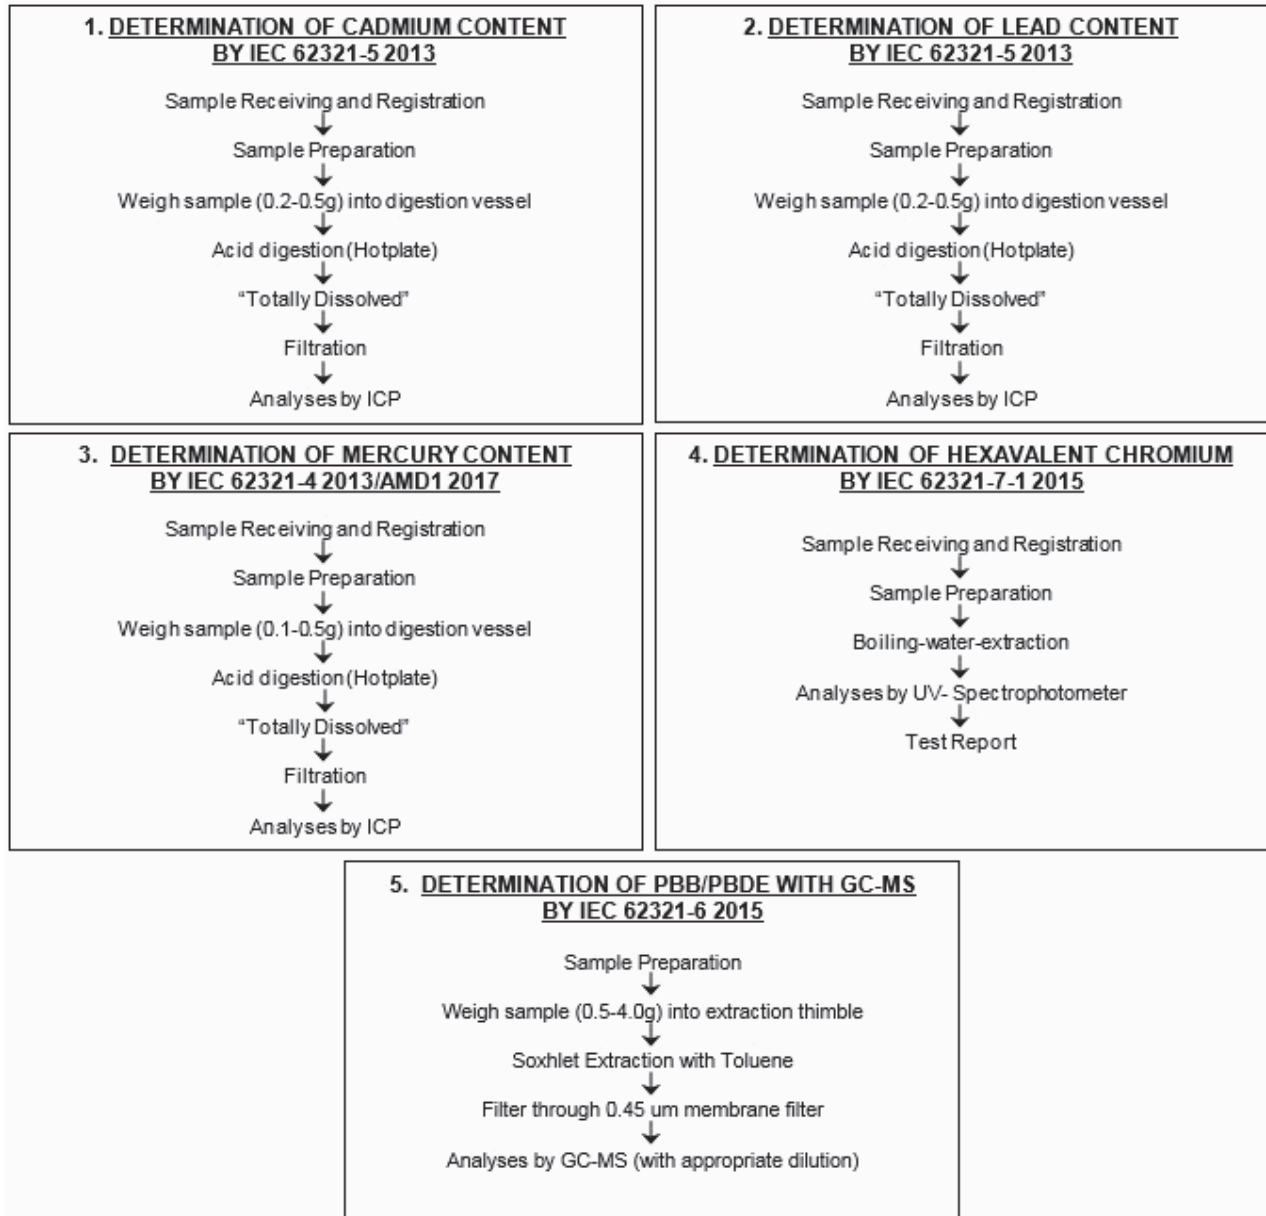 1. DETERMINATION OF CADMIUM CONTENT
BY IEC 62321-5 2013
Sample Receiving and Registration
Sample Preparation
Weigh sample (0.2-0.5g) into digestion vessel
Acid digestion (Hotplate)
“Totally Dissolved”
Filtration
Analyses by ICP
2. DETERMINATION OF LEAD CONTENT
BY IEC 62321-5 2013
Sample Receiving and Registration
Sample Preparation
Weigh sample (0.2-0.5g) into digestion vessel
Acid digestion (Hotplate)
“Totally Dissolved”
Filtration
Analyses by ICP
3. DETERMINATION OF MERCURY CONTENT
BY IEC 62321-4 2013/AMD1 2017
Sample Receiving and Registration
Sample Preparation
Weigh sample (0.1-0.5g) into digestion vessel
Acid digestion (Hotplate)
“Totally Dissolved”
Filtration
Analyses by ICP
4. DETERMINATION OF HEXAVALENT CHROMIUM
BY IEC 62321-7-1 2015
Sample Receiving and Registration
Sample Preparation
Boiling-water-extraction
Analyses by UV- Spectrophotometer
Test Report
5. DETERMINATION OF PBB/PBDE WITH GC-MS
BY IEC 62321-6 2015
Sample Preparation
Weigh sample (0.5-4.0g) into extraction thimble
Soxhlet Extraction with Toluene
Filter through 0.45 um membrane filter
Analyses by GC-MS (with appropriate dilution)